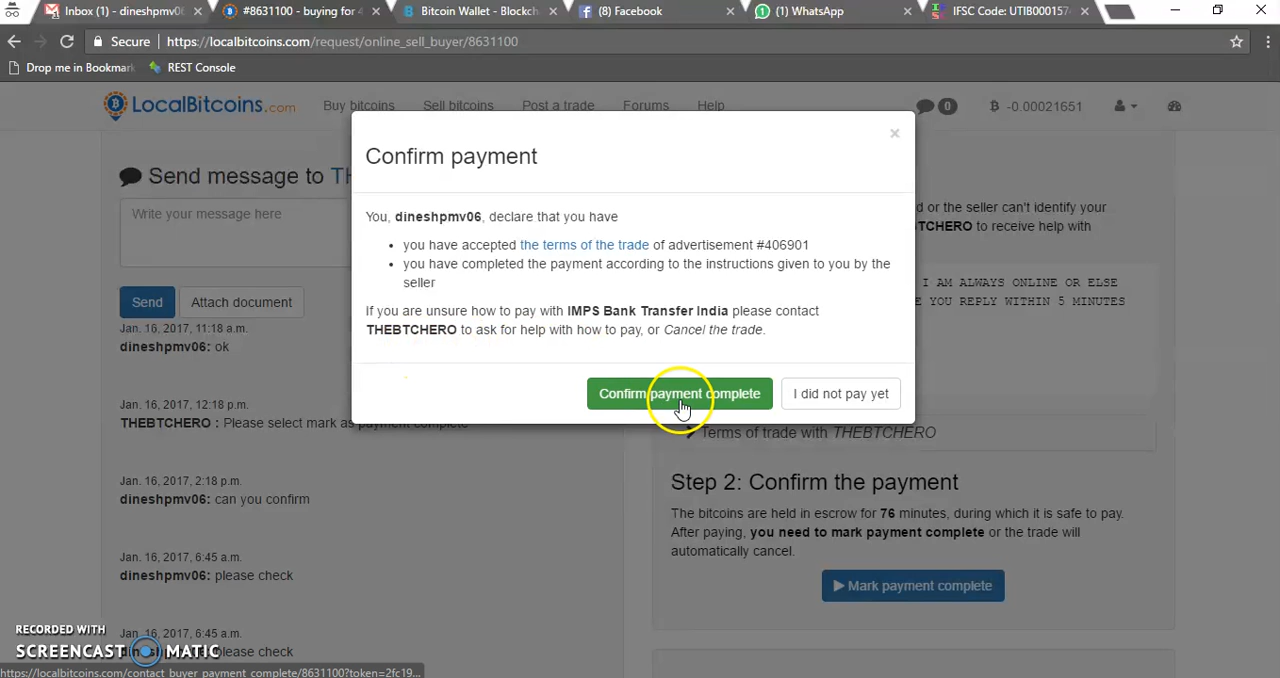 Inbox (1) - dineshpmv0
#8631100 - buying for 4
Bitcoin Wallet - Blockch
(8) Facebook
(1) WhatsApp
IFSC Code: UTIB000157
Secure https://localbitcoins.com/request/online_sell_buyer/8631100
Drop me in Bookmar REST Console
LocalBitcoins.com Buy bitcoins Sell bitcoins Post a trade Forums Help 0 -0.00021651
Send message to TH
Write your message here
Send Attach document
Jan. 16, 2017, 11:18 a.m.
dineshpmv06: ok
Jan. 16, 2017, 12:18 p.m.
THEBTCHERO : Please select mark as payment complete
Jan. 16, 2017, 2:18 p.m.
dineshpmv06: can you confirm
Jan. 16, 2017, 6:45 a.m.
dineshpmv06: please check
Jan. 16, 2017, 6:45 a.m.
please check
Confirm payment
×
You, dineshpmv06, declare that you have
• you have accepted the terms of the trade of advertisement #406901
• you have completed the payment according to the instructions given to you by the
seller
If you are unsure how to pay with IMPS Bank Transfer India please contact
THEBTCHERO to ask for help with how to pay, or Cancel the trade.
Confirm payment complete I did not pay yet
d or the seller can't identify your
CHERO to receive help with
I AM ALWAYS ONLINE OR ELSE
E YOU REPLY WITHIN 5 MINUTES
Terms of trade with THEBTCHERO
Step 2: Confirm the payment
The bitcoins are held in escrow for 76 minutes, during which it is safe to pay.
After paying, you need to mark payment complete or the trade will
automatically cancel.
Mark payment complete
RECORDED WITH
SCREENCAST MATIC
https://localbitcoins.com/contact_buyer_payment_complete/8631100?token=2fc19...